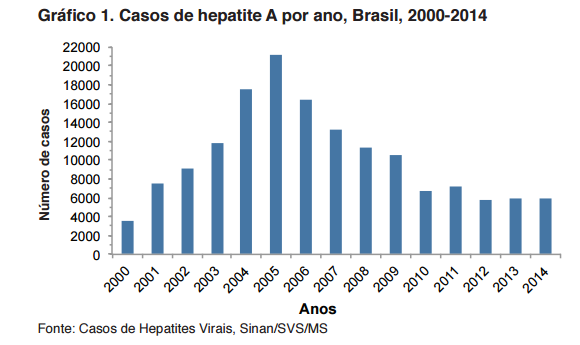 Gráfico 1. Casos de hepatite A por ano, Brasil, 2000-2014
22000
20000
18000
16000
14000
12000
10000
8000
6000
4000
2000
0
Número de casos
2000 2001 2002 2003 2004 2005 2006 2007 2008 2009 2010 2011 2012 2013 2014
Anos
Fonte: Casos de Hepatites Virais, Sinan/SVS/MS